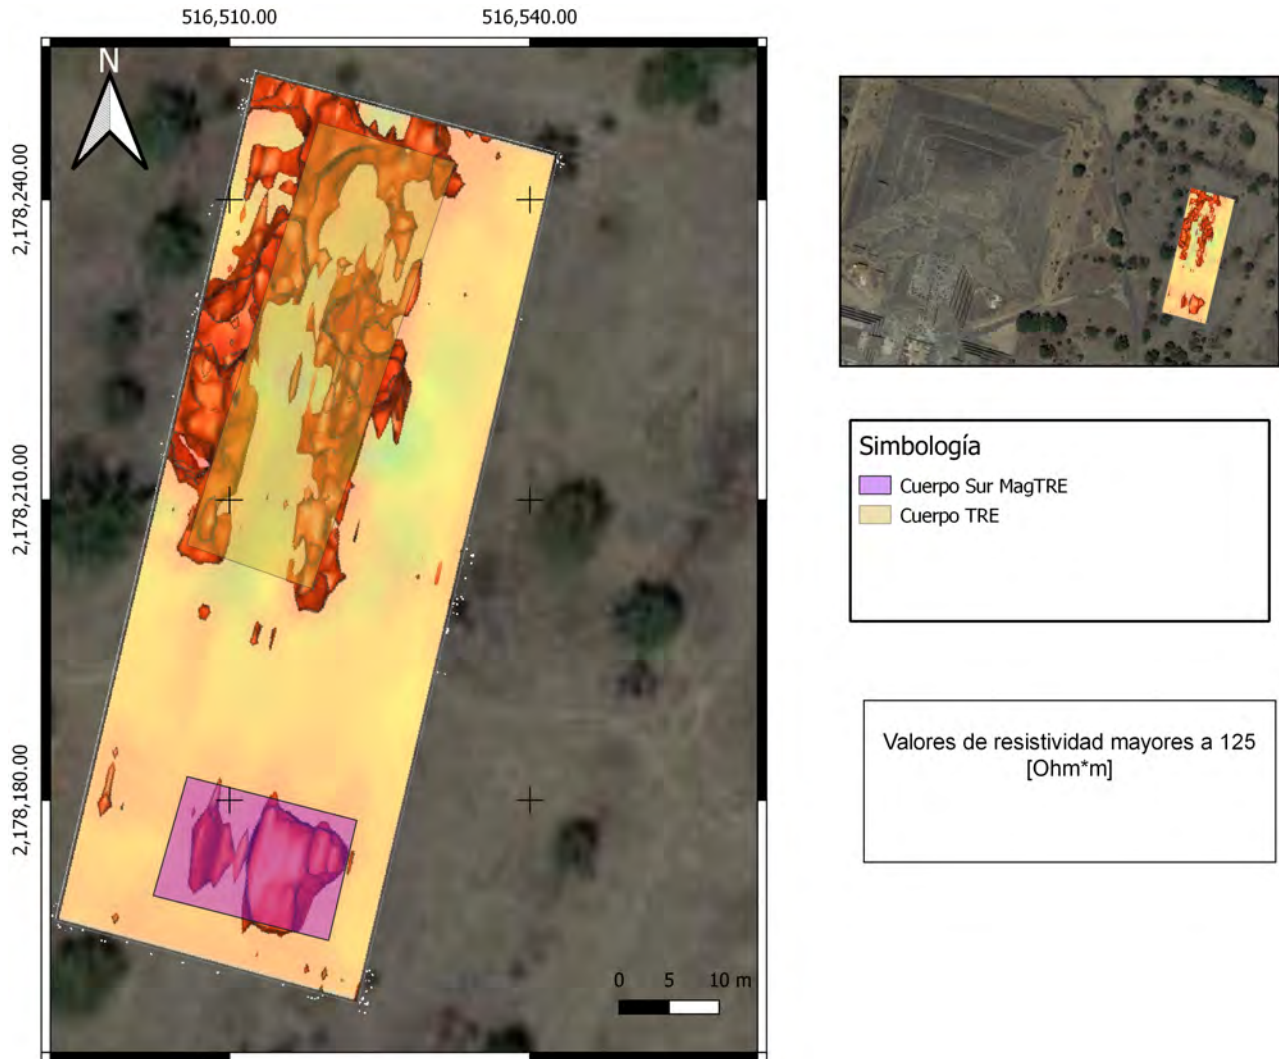 516,510.00
516,540.00
N
2,178,240.00
2,178,210.00
2,178,180.00
0 5 10 m
Simbología
Cuerpo Sur MagTRE
Cuerpo TRE
Valores de resistividad mayores a 125
[Ohm*m]